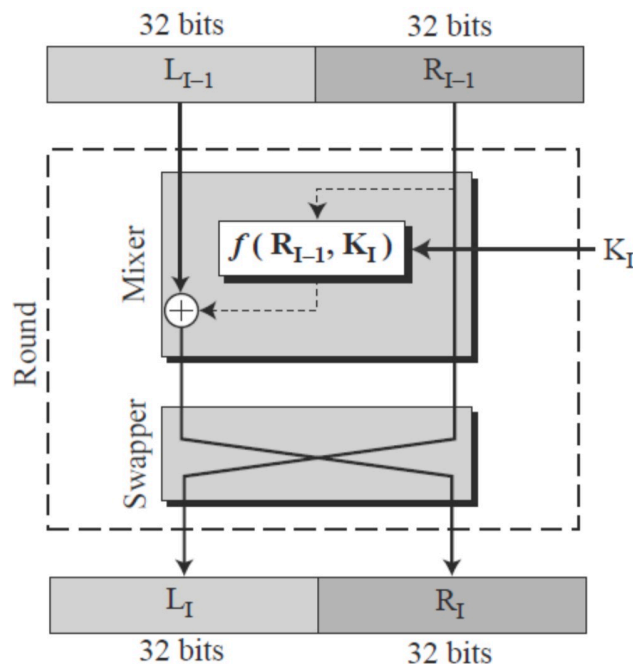 32 bits 32 bits
L_{I–1} R_{I–1}
f ( R_{I–1}, K_I )
K_I
Mixer
Round
Swapper
L_I R_I
32 bits 32 bits